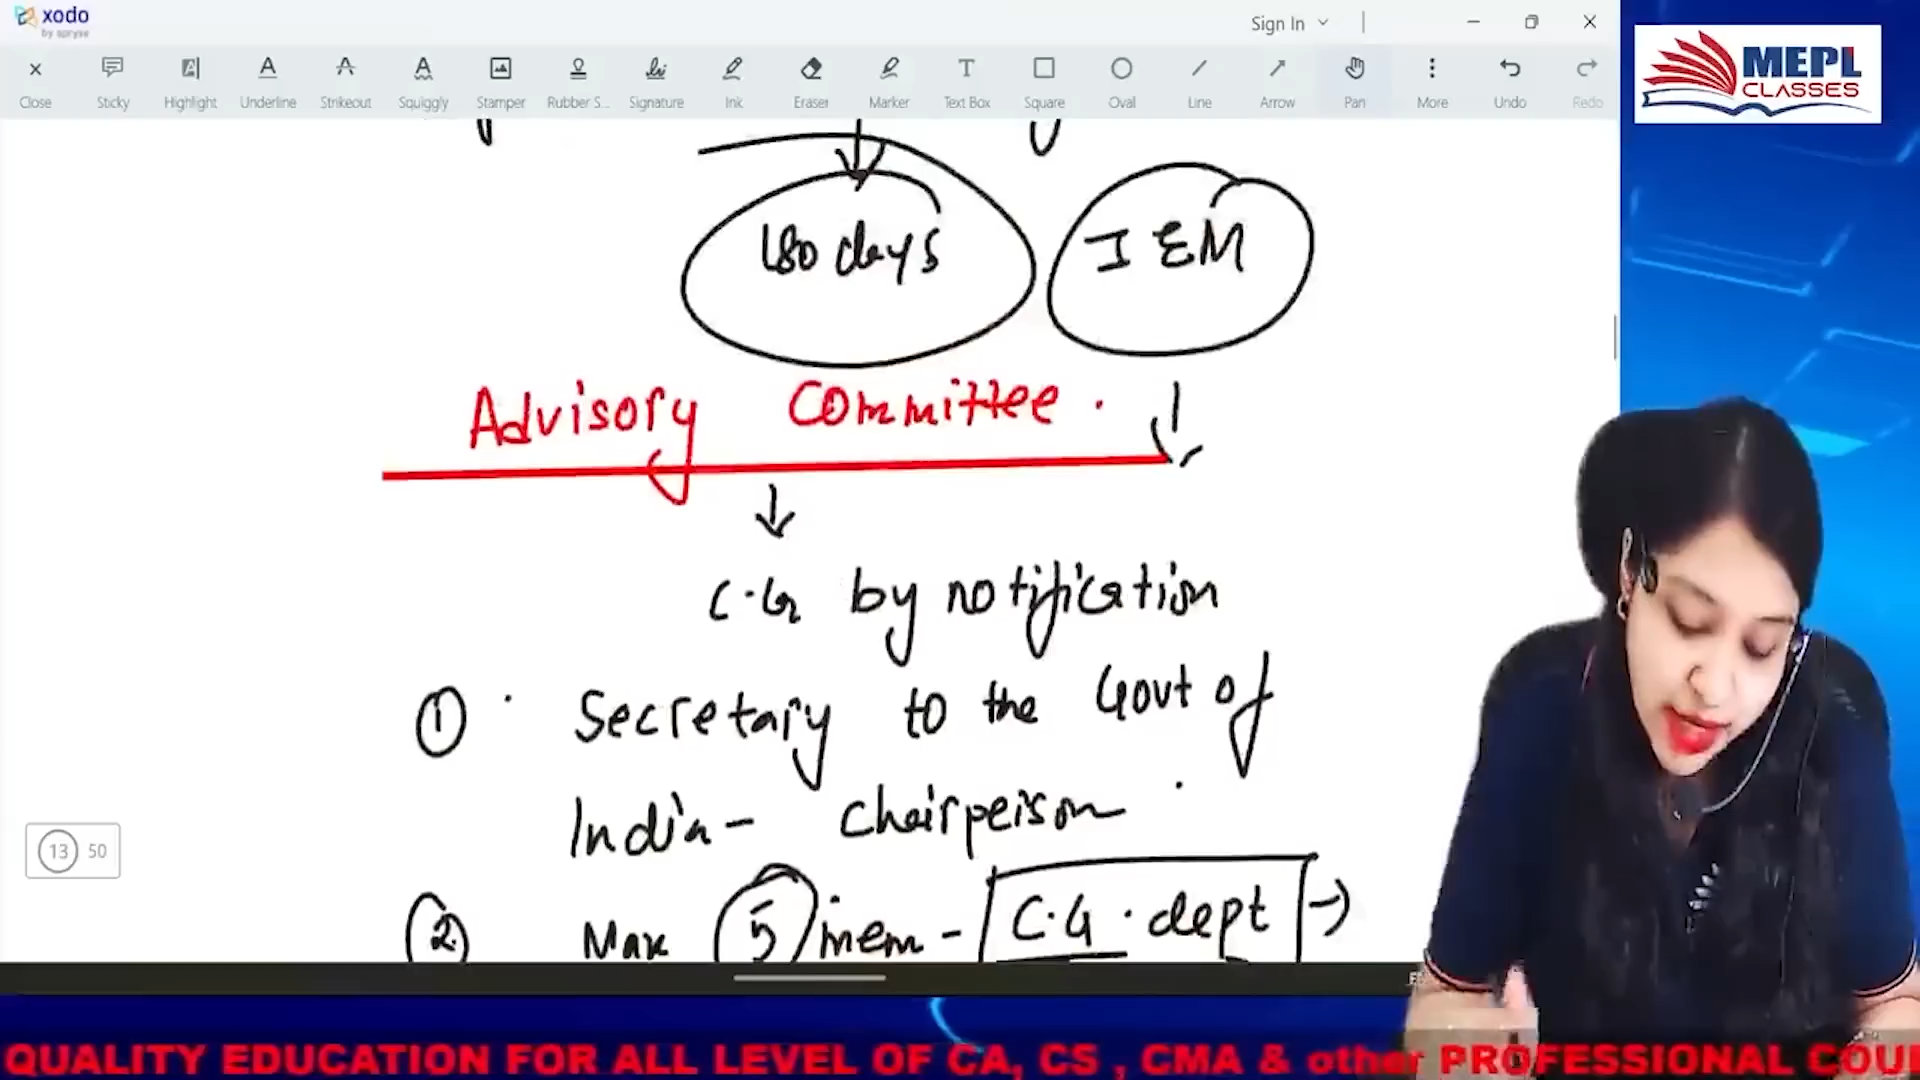 xodo
by apryse
Sign In
Close Sticky Highlight Underline Strikeout Squiggly Stamper Rubber S... Signature Ink Eraser Marker Text Box Square Oval Line Arrow Pan More Undo Redo
MEPL
CLASSES
180 days
IEM
Advisory Committee.
C.G by notification
① Secretary to the Govt of
India - Chairperson
② Max 5 mem - C.G. dept
13 50
QUALITY EDUCATION FOR ALL LEVEL OF CA, CS , CMA & other PROFESSIONAL COU